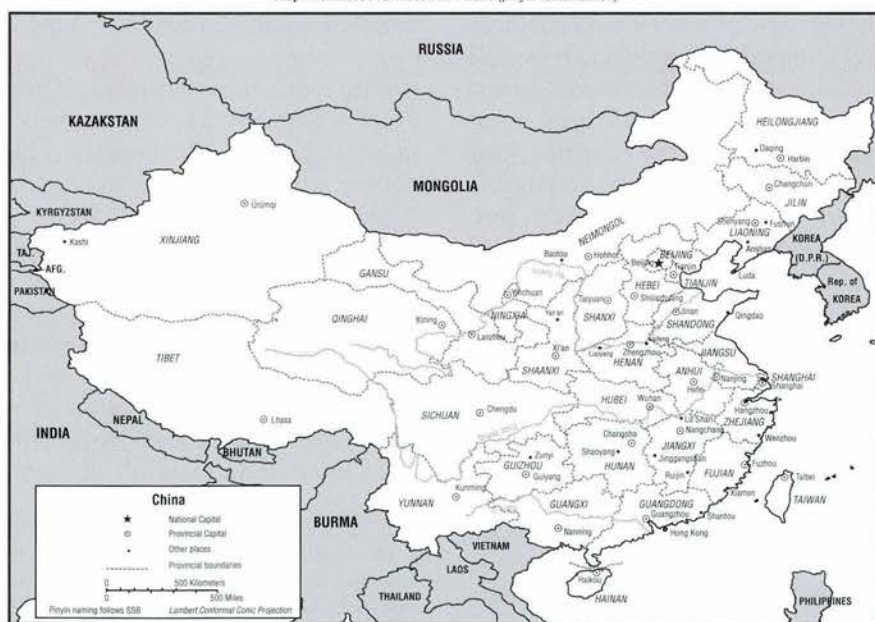 RUSSIA
KAZAKSTAN
HEILONGJIANG
Daqing
Harbin
MONGOLIA
Changchun
JILIN
Ürümqi
KYRGYZSTAN
Shenyang
Fushun
LIAONING
NEIMONGOL
XINJIANG
Kashi
Anshan
KOREA
(D.P.R.)
TAJ.
Baotou
Hohhot
BEIJING
Beijing
Tianjin
TIANJIN
Luda
AFG.
GANSU
HEBEI
PAKISTAN
Rep. of
KOREA
Yinchuan
Taiyuan
Shijiazhuang
QINGHAI
NINGXIA
SHANXI
Jinan
SHANDONG
Qingdao
Xining
Lanzhou
Yan'an
TIBET
Xi'an
Luoyang
Zhengzhou
Kaifeng
JIANGSU
SHAANXI
HENAN
ANHUI
Nanjing
SHANGHAI
Shanghai
Hefei
HUBEI
Wuhan
Hangzhou
SICHUAN
Chengdu
Lu Shan
ZHEJIANG
INDIA
NEPAL
Lhasa
Nanchang
BHUTAN
Changsha
Wenzhou
Zunyi
Shaoyang
JIANGXI
Jinggangshan
GUIZHOU
Guiyang
HUNAN
Ruijin
FUJIAN
Fuzhou
Taibei
Kunming
YUNNAN
GUANGXI
GUANGDONG
Xiamen
TAIWAN
BURMA
Guangzhou
Shantou
Nanning
Hong Kong
VIETNAM
LAOS
Haikou
THAILAND
HAINAN
PHILIPPINES
China
National Capital
Provincial Capital
Other places
Provincial boundaries
0 500 Kilometers
0 500 Miles
Pinyin naming follows SSB Lambert Conformal Conic Projection